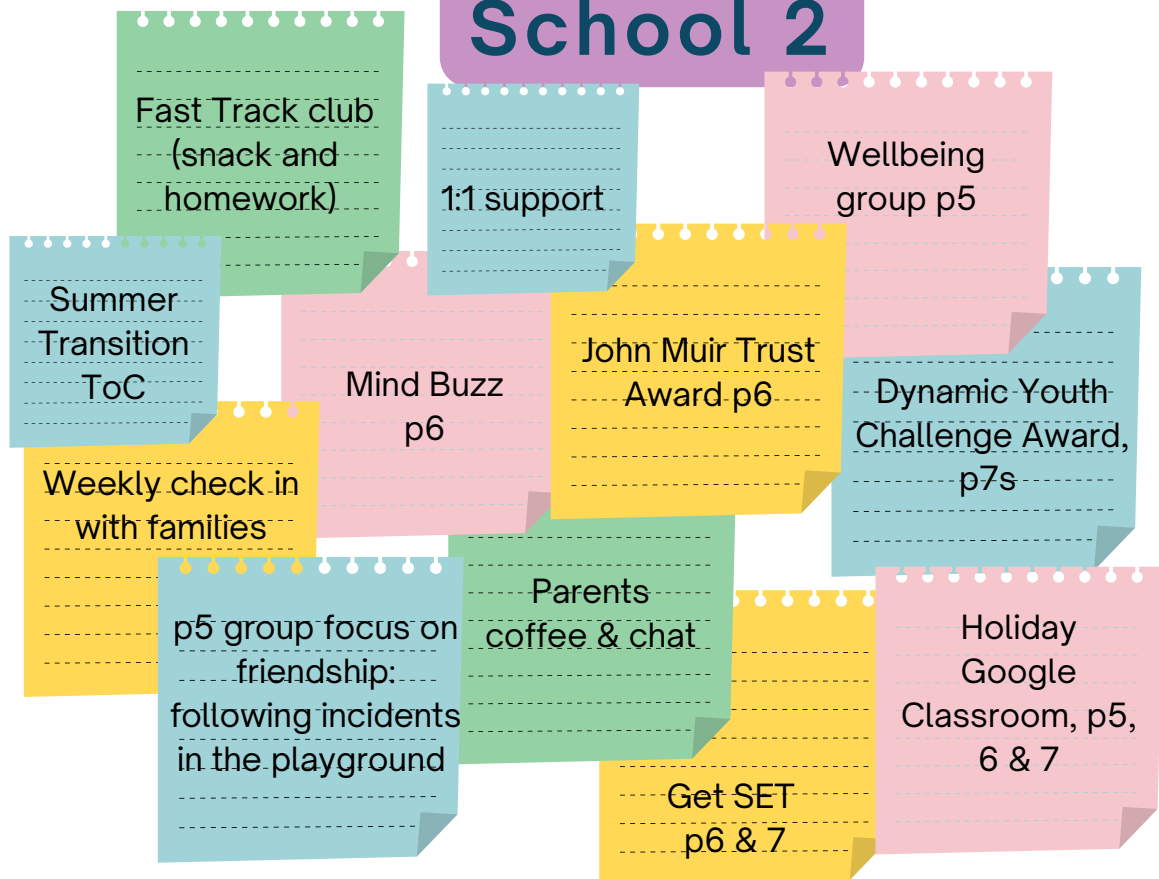 School 2
Fast Track club
(snack and
homework)
1:1 support
Wellbeing
group p5
Summer
Transition
ToC
Mind Buzz
p6
John Muir Trust
Award p6
Dynamic Youth
Challenge Award,
p7s
Weekly check in
with families
p5 group focus on
friendship:
following incidents
in the playground
Parents
coffee & chat
Get SET
p6 & 7
Holiday
Google
Classroom, p5,
6 & 7